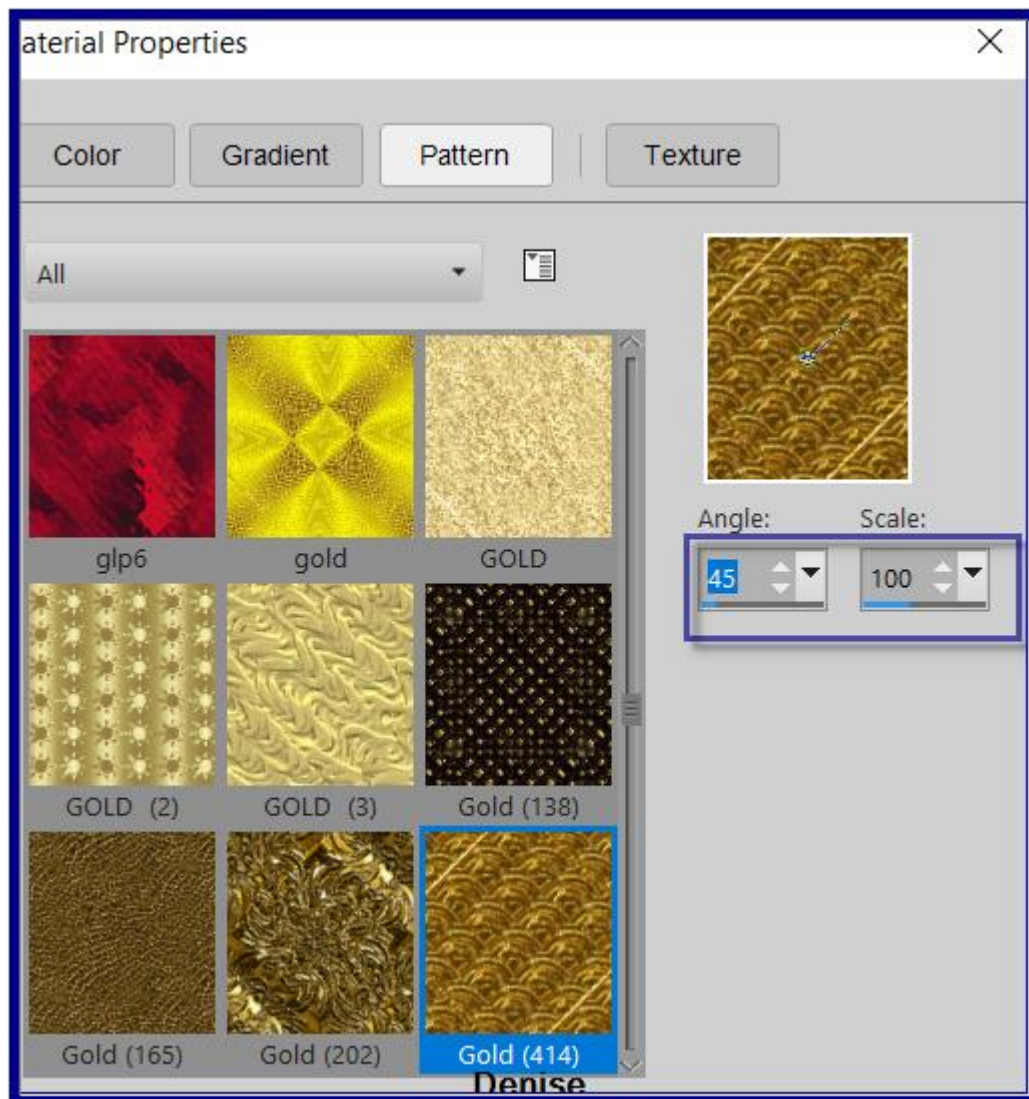 aterial Properties
Color Gradient Pattern Texture
All
glp6 gold GOLD
Angle: Scale:
45 100
GOLD (2) GOLD (3) Gold (138)
Gold (165) Gold (202) Gold (414)
Denise